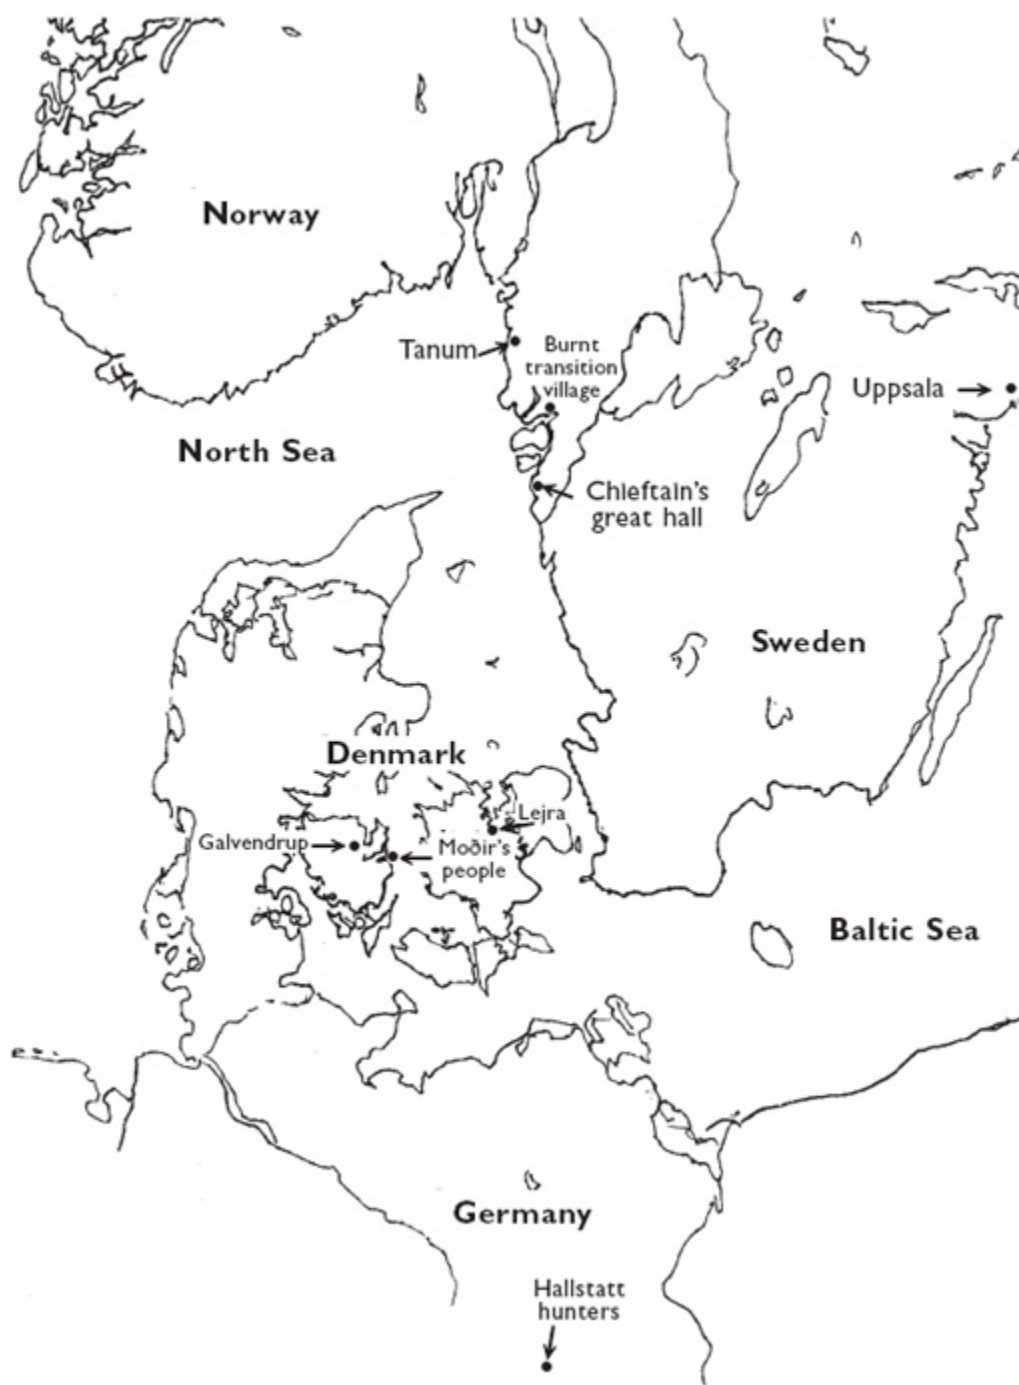 Norway
Tanum
Burnt
transition
village
Uppsala
North Sea
Chieftain's
great hall
Sweden
Denmark
Lejra
Galvendrup
Moðir's
people
Baltic Sea
Germany
Hallstatt
hunters